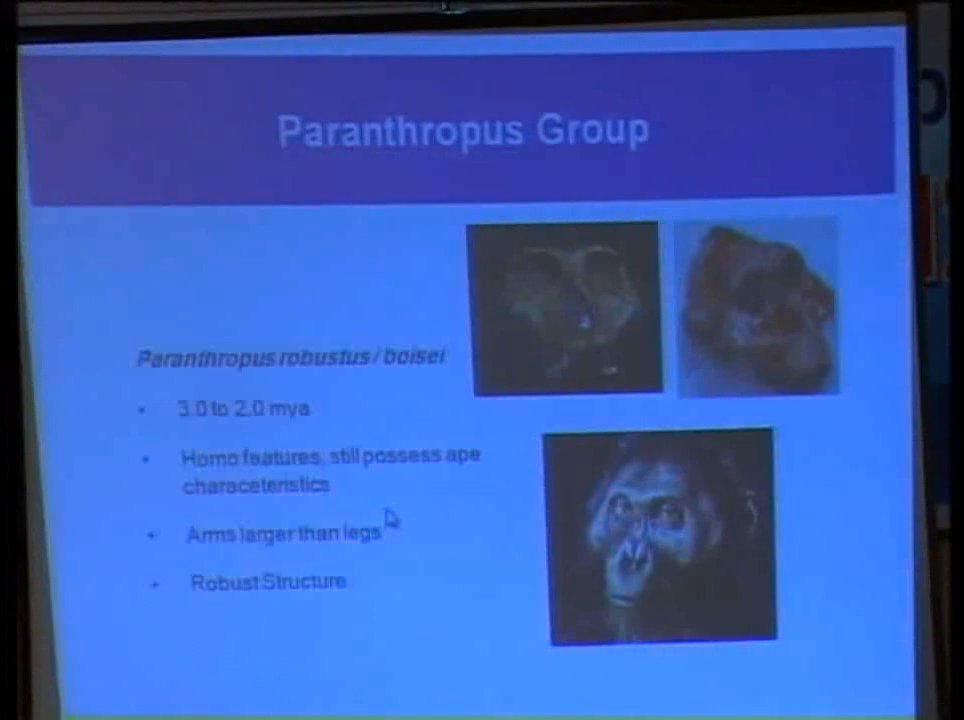 Paranthropus Group
Paranthropus robustus / boisei
• 3.0 to 2.0 mya
• Homo features, still possess ape
characetenistics
• Arms larger than legs
• Robust Structure